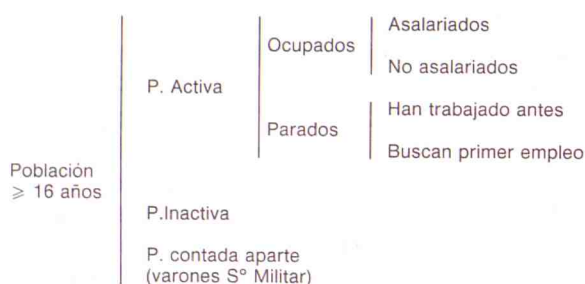 Población
≥ 16 años
P. Activa
Ocupados
Asalariados
No asalariados
Parados
Han trabajado antes
Buscan primer empleo
P.Inactiva
P. contada aparte
(varones Sº Militar)